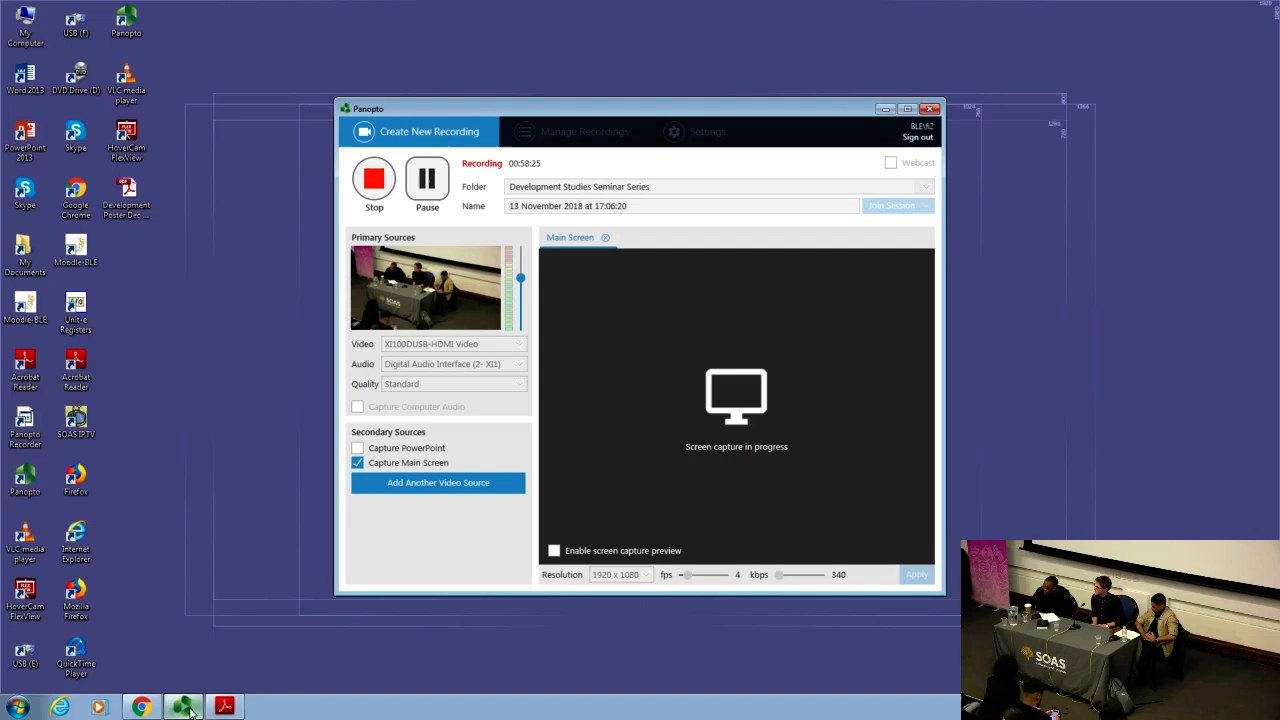 My Computer
USB (F)
Panopto
Word 2013
DVD Drive (D)
VLC media player
PowerPoint 2013
Skype
HoverCam FlexView
Skype
Google Chrome
Development Poster Dec ...
My Documents
Moodle-BLE
Moodle-BLE
Unit-e Registers
Acrobat Reader
Acrobat Reader
Panopto Recorder
SOAS IPTV
Panopto
Firefox
VLC media player
Internet Explorer
HoverCam FlexView
Mozilla Firefox
USB (E)
QuickTime Player
Panopto
Create New Recording
Manage Recordings
Settings
BLE\fi2
Sign out
Recording 00:58:25
Webcast
Folder Development Studies Seminar Series
Name 13 November 2018 at 17:06:20
Join Session
Stop
Pause
Primary Sources
Video XI100DUSB-HDMI Video
Audio Digital Audio Interface (2- XI1)
Quality Standard
Capture Computer Audio
Secondary Sources
Capture PowerPoint
Capture Main Screen
Add Another Video Source
Main Screen
Screen capture in progress
Enable screen capture preview
Resolution 1920 x 1080 fps 4 kbps 340 Apply
1024
1366
1280
SOAS